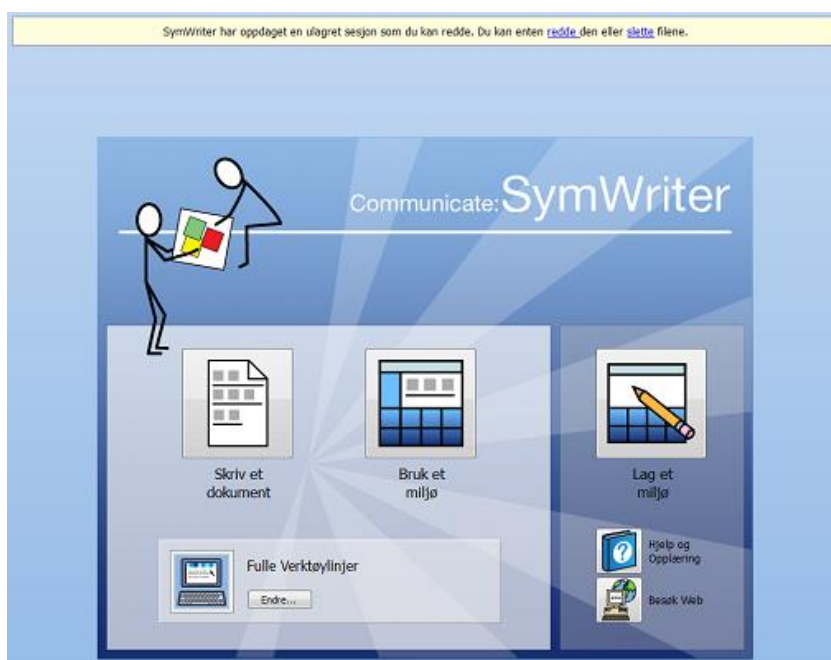 SymWriter har oppdaget en ulagret sesjon som du kan redde. Du kan enten redde den eller slette filene.
Communicate: SymWriter
Skriv et
dokument
Bruk et
miljø
Lag et
miljø
Fulle Verktøylinjer
Endre...
Hjelp og
Opplæring
Besøk Web